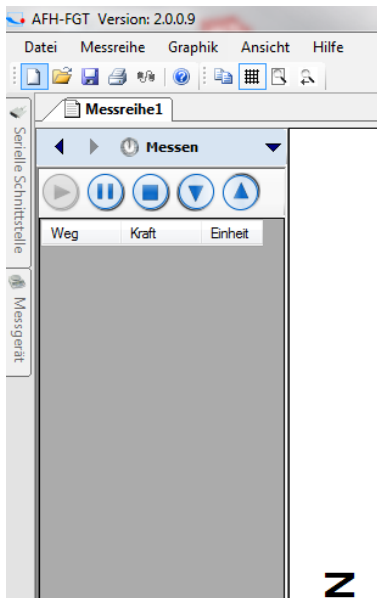 AFH-FGT Version: 2.0.0.9
Datei Messreihe Graphik Ansicht Hilfe
Messreihe1
Serielle Schnittstelle
Messgerät
Messen
Weg Kraft Einheit
N